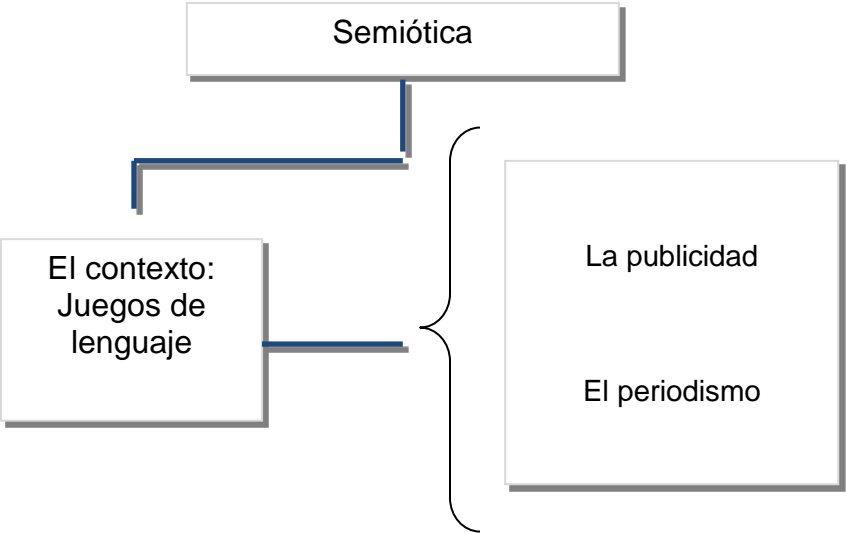 Semiótica
El contexto:
Juegos de
lenguaje
La publicidad
El periodismo